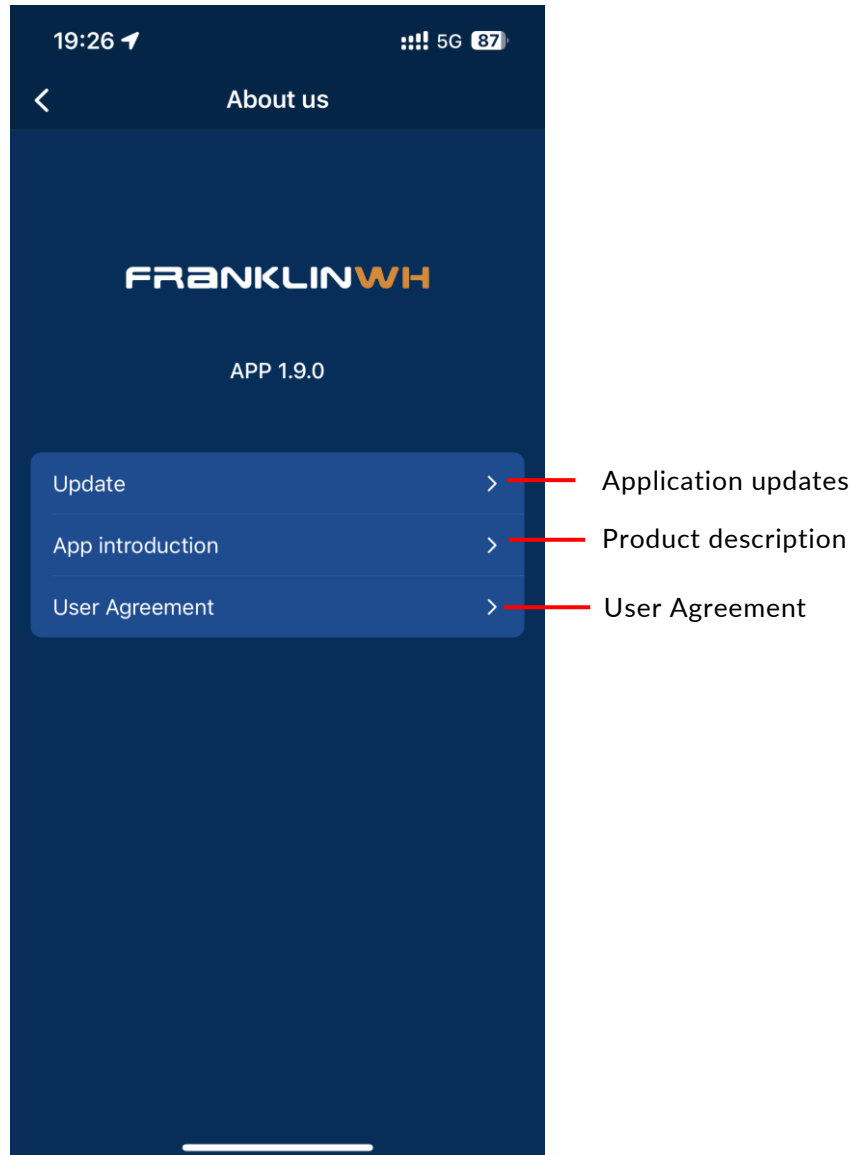 19:26 5G 87
About us
FRANKLINWH
APP 1.9.0
Update
Application updates
App introduction
Product description
User Agreement
User Agreement